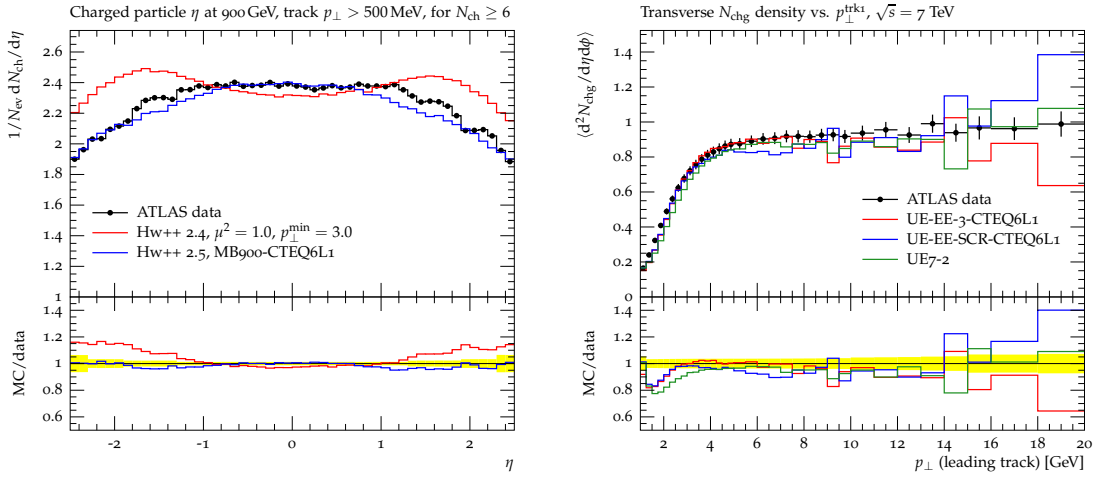 Charged particle η at 900 GeV, track p⊥ > 500 MeV, for Nch ≥ 6
1/Nev dNch/dη
2.6
2.4
2.2
2
1.8
1.6
1.4
1.2
1
ATLAS data
Hw++ 2.4, μ² = 1.0, p⊥min = 3.0
Hw++ 2.5, MB900-CTEQ6L1
MC/data
1.4
1.2
1
0.8
0.6
-2 -1 0 1 2
η
Transverse Nchg density vs. p⊥trk1, √s = 7 TeV
⟨d²Nchg/dηdφ⟩
1.4
1.2
1.0
0.8
0.6
0.4
0.2
0
ATLAS data
UE-EE-3-CTEQ6L1
UE-EE-SCR-CTEQ6L1
UE7-2
MC/data
1.4
1.2
1
0.8
0.6
2 4 6 8 10 12 14 16 18 20
p⊥ (leading track) [GeV]